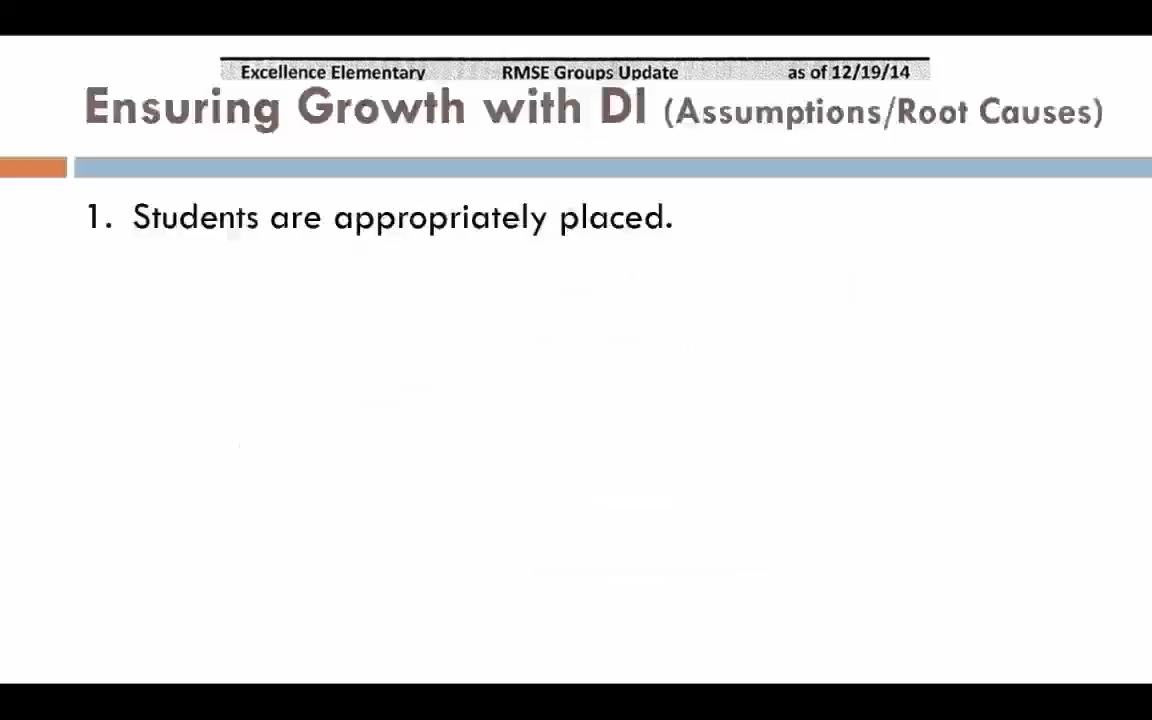 Excellence Elementary RMSE Groups Update as of 12/19/14
Ensuring Growth with DI (Assumptions/Root Causes)
1. Students are appropriately placed.